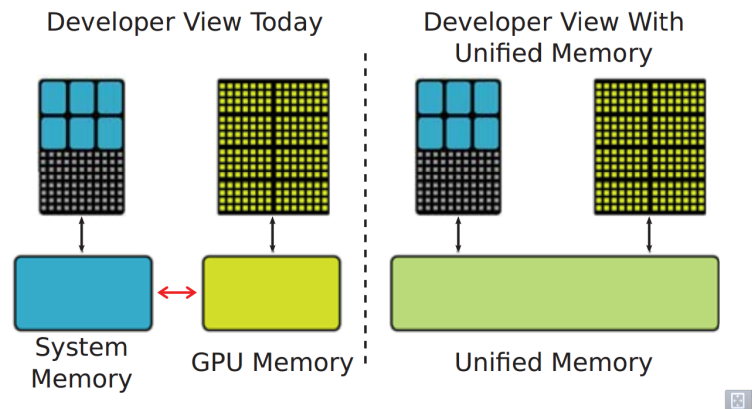 Developer View Today
Developer View With
Unified Memory
System
Memory
GPU Memory
Unified Memory